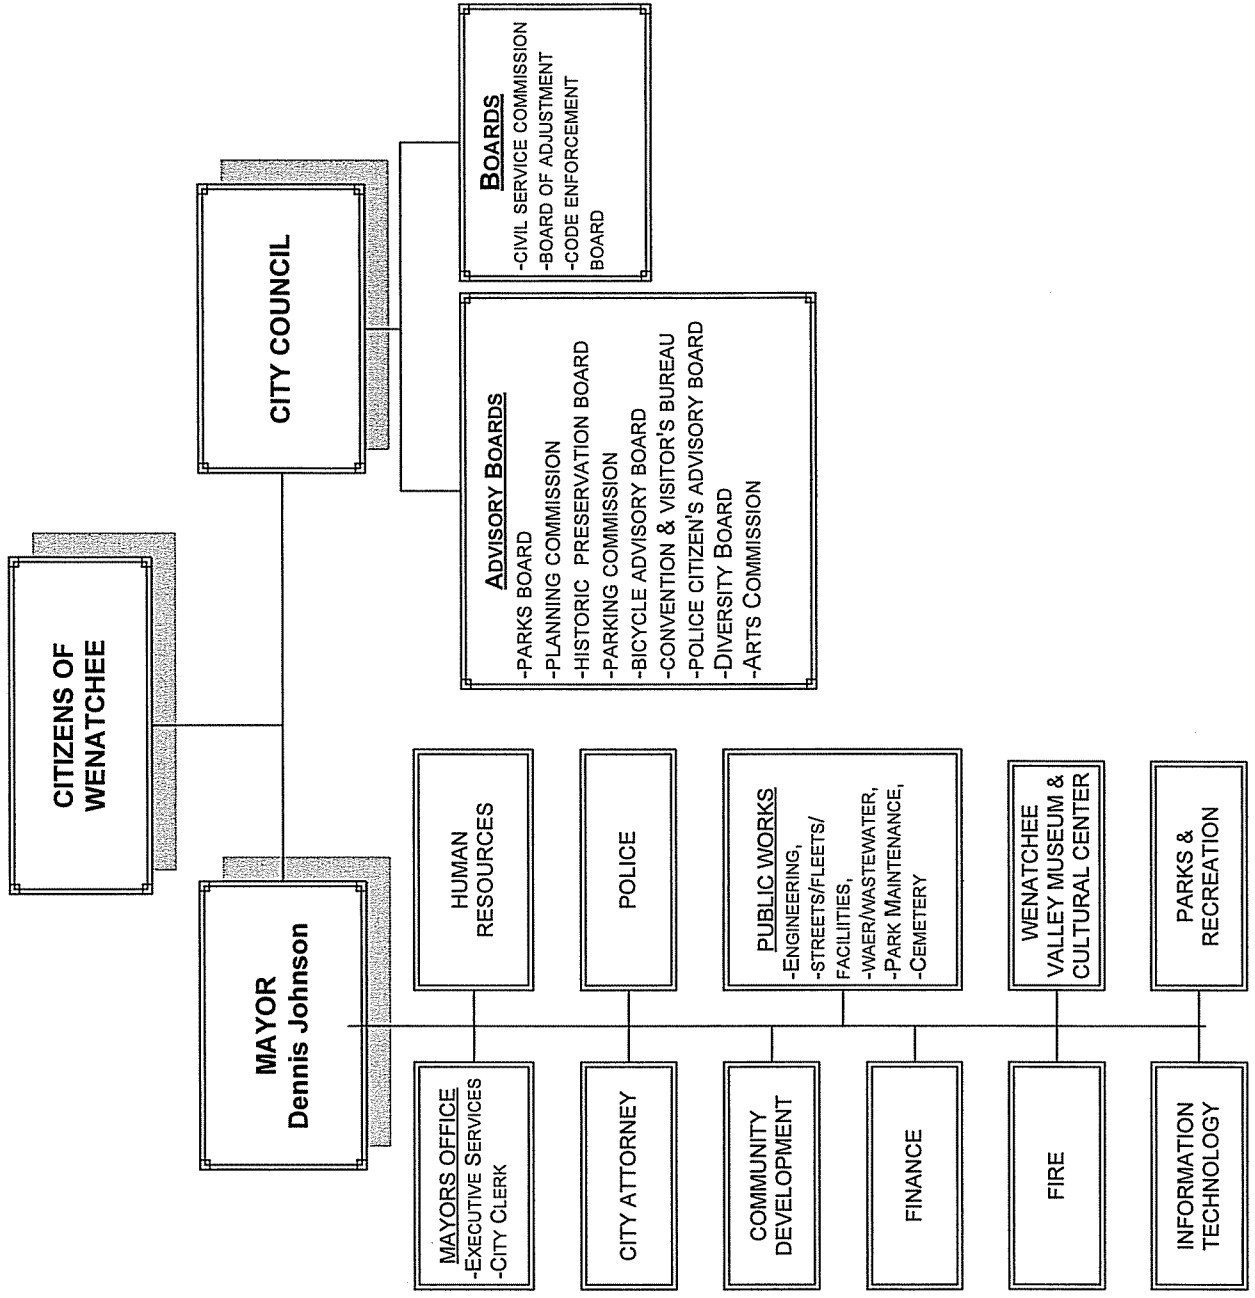 CITIZENS OF
WENATCHEE
MAYOR
Dennis Johnson
CITY COUNCIL
MAYORS OFFICE
-EXECUTIVE SERVICES
-CITY CLERK
HUMAN
RESOURCES
CITY ATTORNEY
POLICE
COMMUNITY
DEVELOPMENT
PUBLIC WORKS
-ENGINEERING,
-STREETS/FLEETS/
FACILIITIES,
-WAER/WASTEWATER,
-PARK MAINTENANCE,
-CEMETERY
FINANCE
FIRE
WENATCHEE
VALLEY MUSEUM &
CULTURAL CENTER
INFORMATION
TECHNOLOGY
PARKS &
RECREATION
ADVISORY BOARDS
-PARKS BOARD
-PLANNING COMMISSION
-HISTORIC PRESERVATION BOARD
-PARKING COMMISSION
-BICYCLE ADVISORY BOARD
-CONVENTION & VISITOR'S BUREAU
-POLICE CITIZEN'S ADVISORY BOARD
-DIVERSITY BOARD
-ARTS COMMISSION
BOARDS
-CIVIL SERVICE COMMISSION
-BOARD OF ADJUSTMENT
-CODE ENFORCEMENT
BOARD